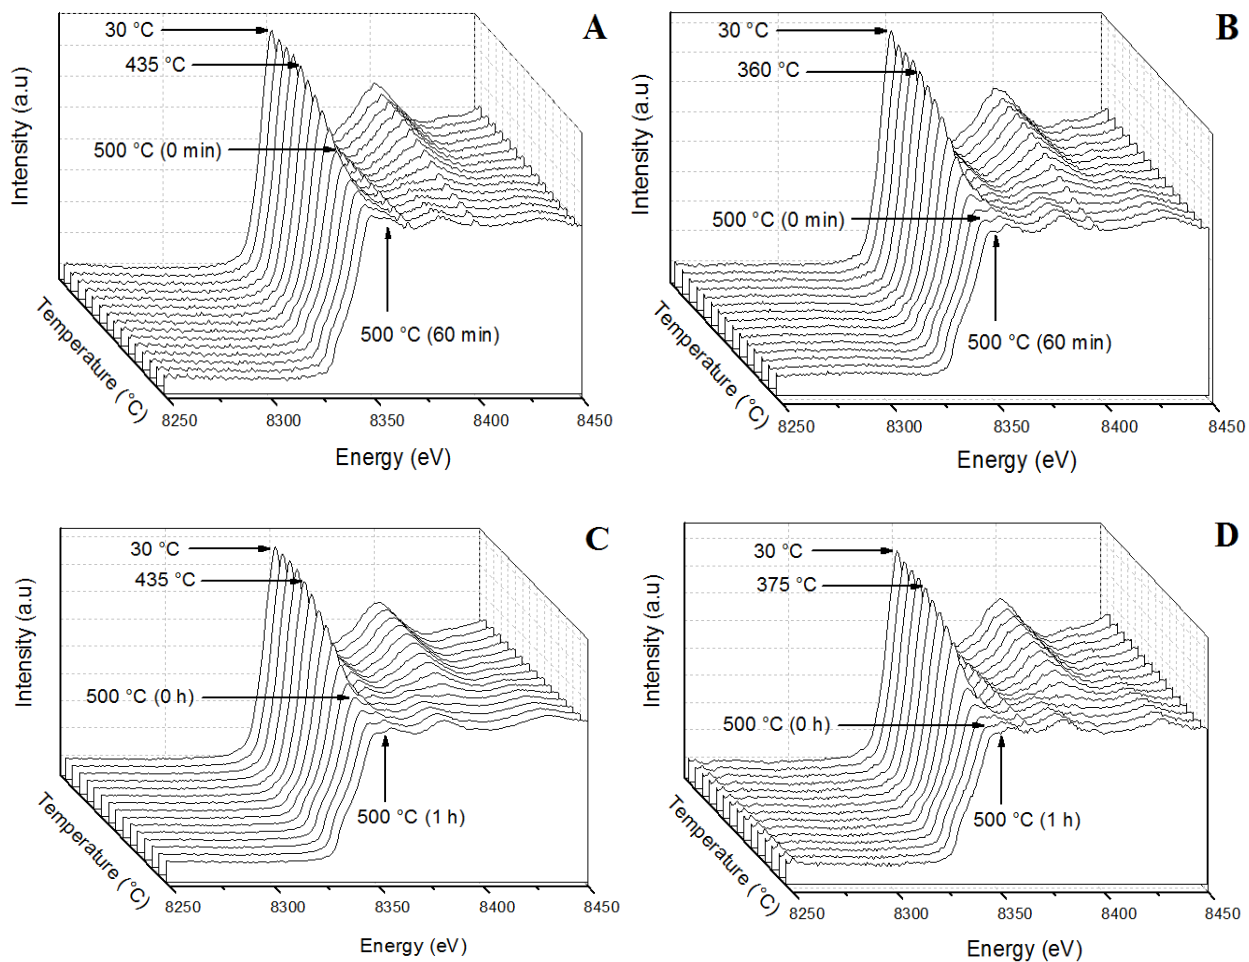 A
30 °C
435 °C
500 °C (0 min)
500 °C (60 min)
Intensity (a.u)
Temperature (°C)
8250 8300 8350 8400 8450
Energy (eV)
B
30 °C
360 °C
500 °C (0 min)
500 °C (60 min)
Intensity (a.u)
Temperature (°C)
8250 8300 8350 8400 8450
Energy (eV)
C
30 °C
435 °C
500 °C (0 h)
500 °C (1 h)
Intensity (a.u)
Temperature (°C)
8250 8300 8350 8400 8450
Energy (eV)
D
30 °C
375 °C
500 °C (0 h)
500 °C (1 h)
Intensity (a.u)
Temperature (°C)
8250 8300 8350 8400 8450
Energy (eV)